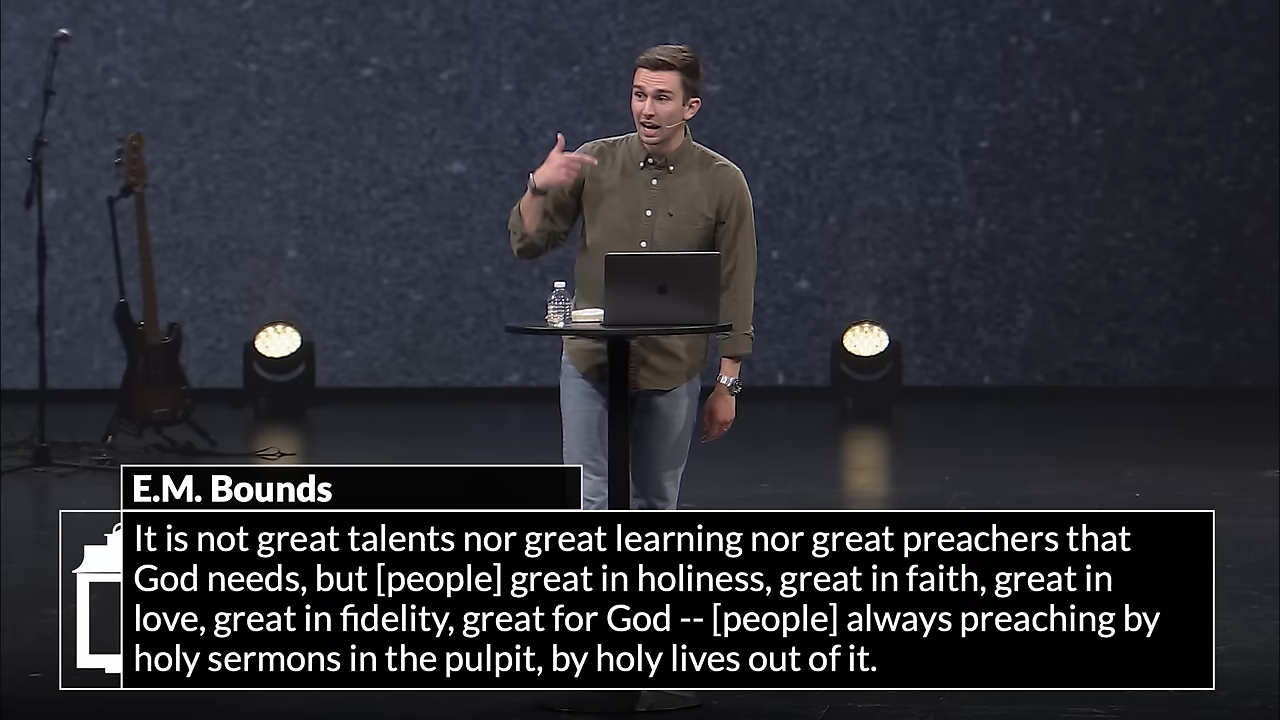 E.M. Bounds
It is not great talents nor great learning nor great preachers that
God needs, but [people] great in holiness, great in faith, great in
love, great in fidelity, great for God -- [people] always preaching by
holy sermons in the pulpit, by holy lives out of it.